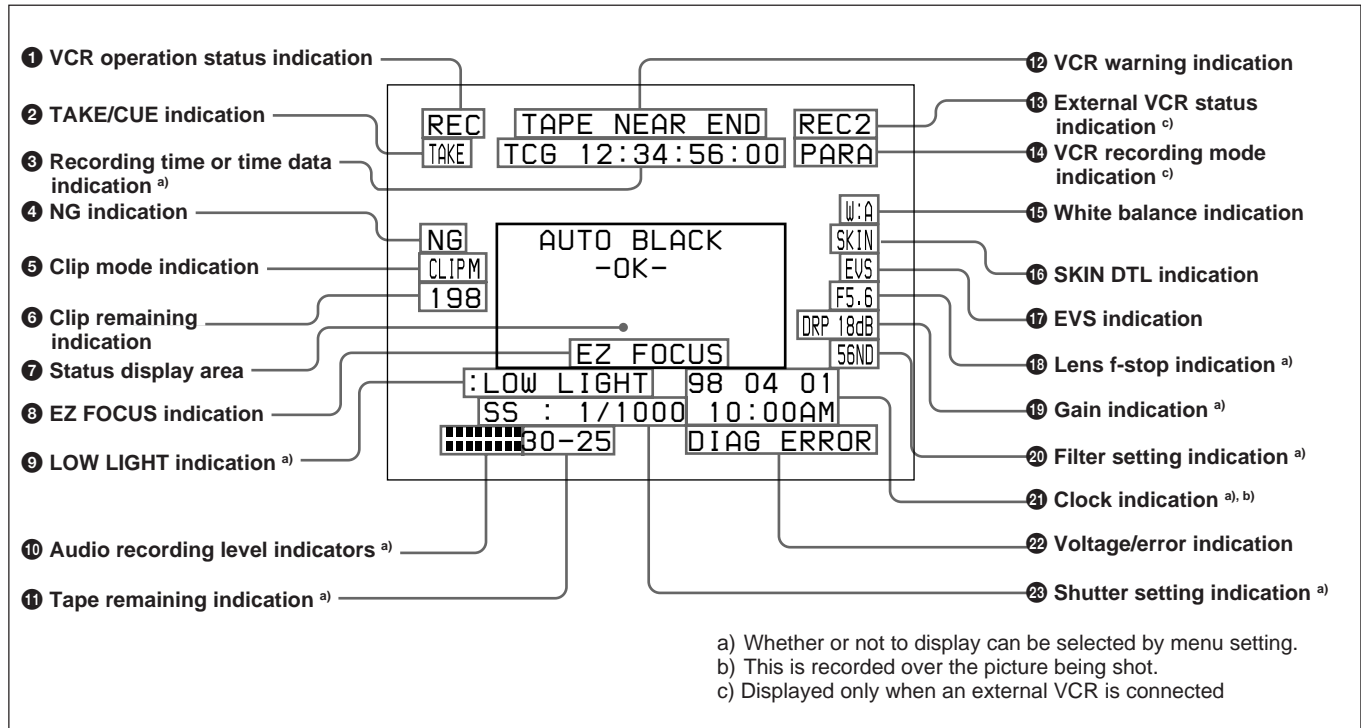 ❶ VCR operation status indication
❷ TAKE/CUE indication
❸ Recording time or time data
indication a)
❹ NG indication
❺ Clip mode indication
❻ Clip remaining
indication
❼ Status display area
❽ EZ FOCUS indication
❾ LOW LIGHT indication a)
❿ Audio recording level indicators a)
⓫ Tape remaining indication a)
REC TAPE NEAR END REC2
TAKE TCG 12:34:56:00 PARA
W:A
NG AUTO BLACK SKIN
CLIPM -OK- EVS
198 F5.6
DRP 18dB
EZ FOCUS 56ND
:LOW LIGHT 98 04 01
SS : 1/1000 10:00AM
30-25 DIAG ERROR
⓬ VCR warning indication
⓭ External VCR status
indication c)
⓮ VCR recording mode
indication c)
⓯ White balance indication
⓰ SKIN DTL indication
⓱ EVS indication
⓲ Lens f-stop indication a)
⓳ Gain indication a)
⓴ Filter setting indication a)
21 Clock indication a), b)
22 Voltage/error indication
23 Shutter setting indication a)
a) Whether or not to display can be selected by menu setting.
b) This is recorded over the picture being shot.
c) Displayed only when an external VCR is connected